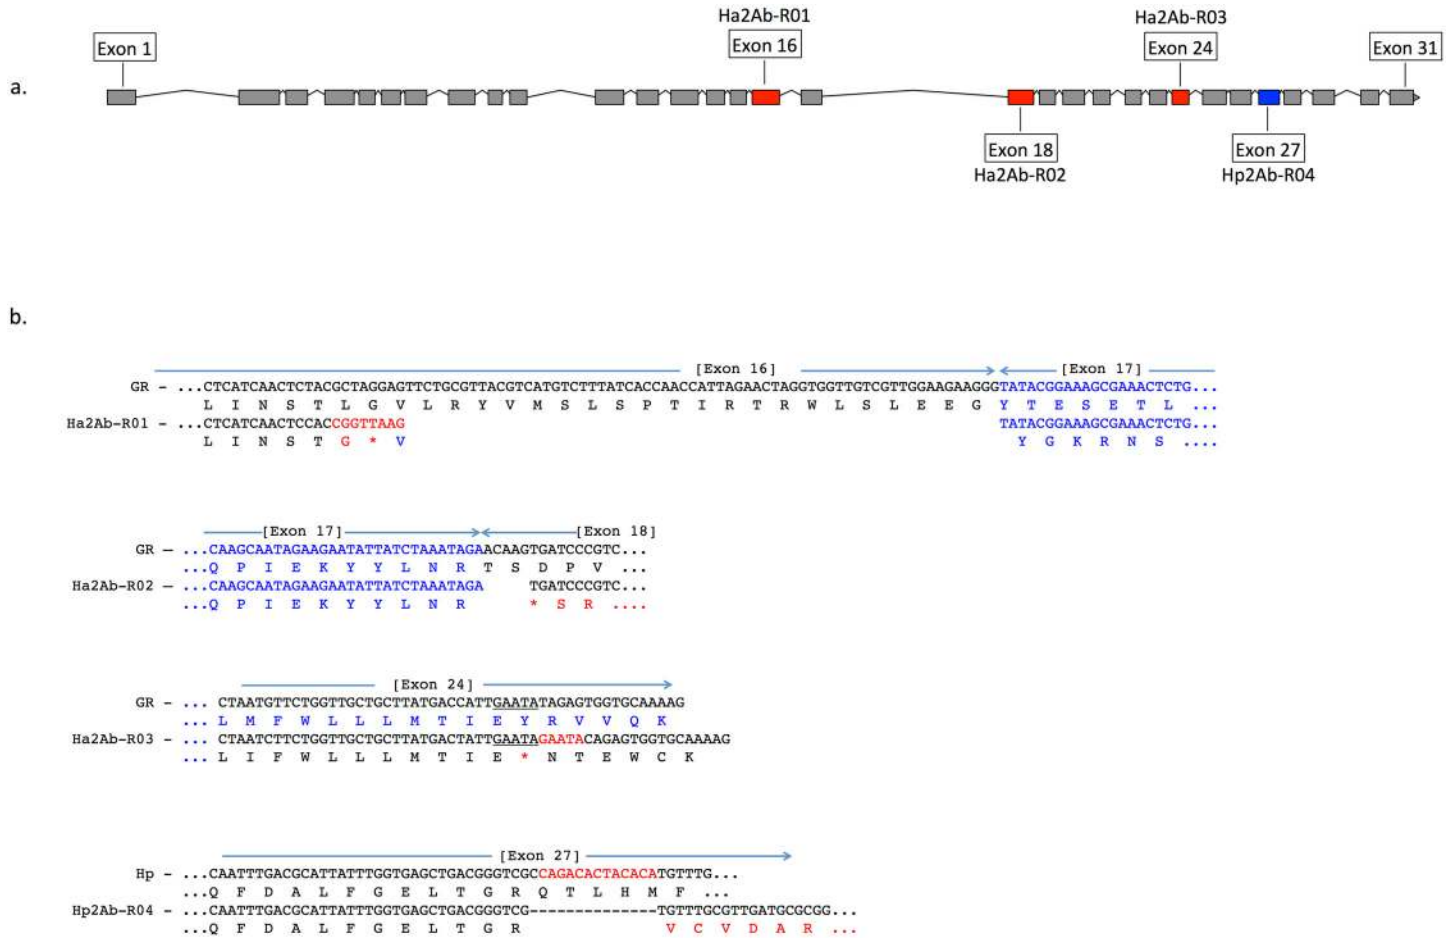 Ha2Ab-R01
Ha2Ab-R03
Exon 1
Exon 16
Exon 24
Exon 31
a.
Exon 18
Exon 27
Ha2Ab-R02
Hp2Ab-R04
b.
[Exon 16] [Exon 17]
GR - ...CTCATCAACTCTACGCTAGGAGTTCTGCGTTACGTCATGTCTTTATCACCAACCATTAGAACTAGGTGGTTGTCGTTGGAAGAAGGGTATACGGAAAGCGAAACTCTG...
L I N S T L G V L R Y V M S L S P T I R T R W L S L E E G Y T E S E T L ...
Ha2Ab-R01 - ...CTCATCAACTCCACCGGTTAAG TATACGGAAAGCGAAACTCTG...
L I N S T G * V Y G K R N S ....
[Exon 17] [Exon 18]
GR - ...CAAGCAATAGAAGAATATTATCTAAATAGAACAAGTGATCCCGTC...
...Q P I E K Y Y L N R T S D P V ...
Ha2Ab-R02 - ...CAAGCAATAGAAGAATATTATCTAAATAGA TGATCCCGTC...
...Q P I E K Y Y L N R * S R ....
[Exon 24]
GR - ... CTAATGTTCTGGTTGCTGCTTATGACCATTGAATATAGAGTGGTGCAAAAG
... L M F W L L L M T I E Y R V V Q K
Ha2Ab-R03 - ... CTAATCTTCTGGTTGCTGCTTATGACTATTGAATAGAATACAGAGTGGTGCAAAAG
... L I F W L L L M T I E * N T E W C K
[Exon 27]
Hp - ...CAATTTGACGCATTATTTGGTGAGCTGACGGGTCGCCAGACACTACACATGTTTG...
...Q F D A L F G E L T G R Q T L H M F ...
Hp2Ab-R04 - ...CAATTTGACGCATTATTTGGTGAGCTGACGGGTCG--------------TGTTTGCGTTGATGCGCGG...
...Q F D A L F G E L T G R V C V D A R ...